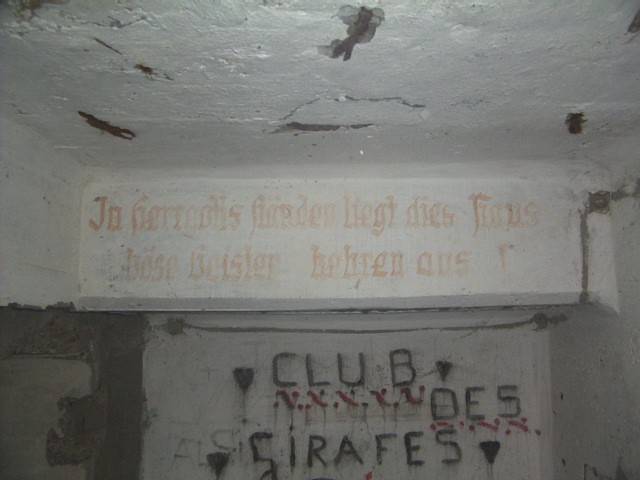 In Herrgotts Händen liegt dies Haus
böse Geister kehren aus !
CLUB
DES
GIRAFES